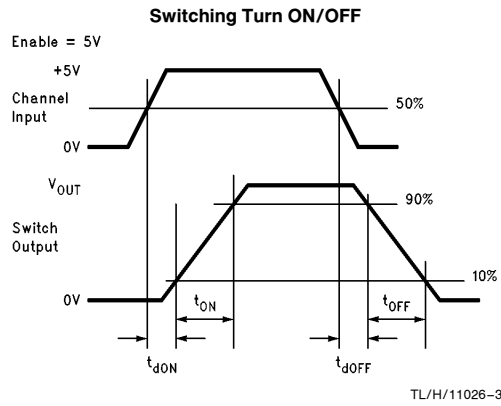 Switching Turn ON/OFF
Enable = 5V
+5V
Channel
Input
50%
0V
VOUT
90%
Switch
Output
10%
0V
tON
tOFF
tdON
tdOFF
TL/H/11026–3